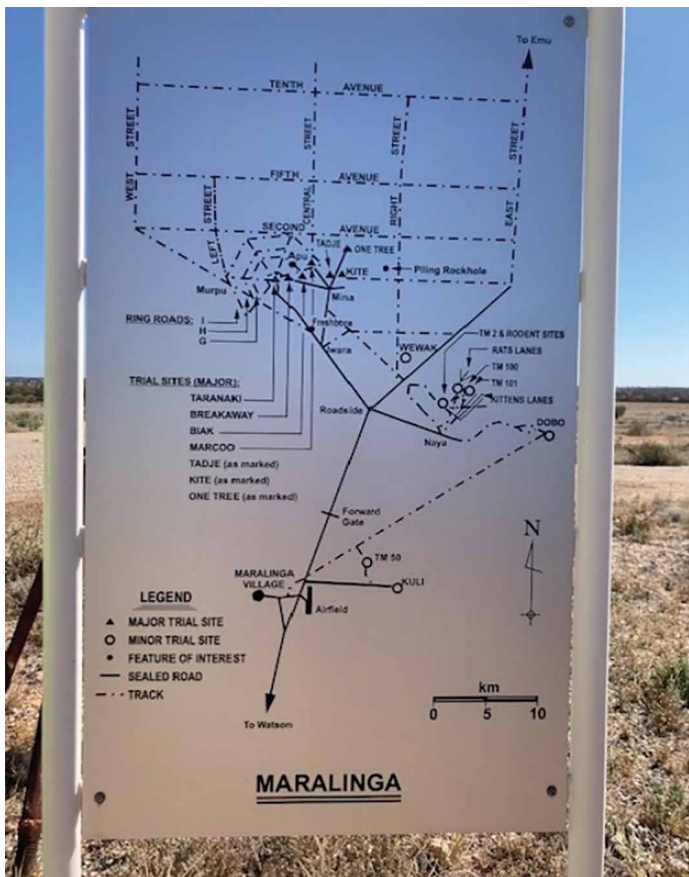 To Emu
TENTH AVENUE
WEST STREET
CENTRAL STREET
RIGHT STREET
EAST STREET
FIFTH AVENUE
LEFT STREET
SECOND AVENUE
TADJE
ONE TREE
Apu
KITE
Piling Rockhole
Murpu
Mina
RING ROADS: I
H
G
Freshbore
TM 2 & RODENT SITES
Iwara
WEWAK
RATS LANES
TM 100
TM 101
KITTENS LANES
TRIAL SITES (MAJOR):
TARANAKI
BREAKAWAY
BIAK
MARCOO
TADJE (as marked)
KITE (as marked)
ONE TREE (as marked)
Roadside
Naya
DOBO
Forward
Gate
N
TM 50
MARALINGA
VILLAGE
KULI
Airfield
LEGEND
MAJOR TRIAL SITE
MINOR TRIAL SITE
FEATURE OF INTEREST
SEALED ROAD
TRACK
km
0 5 10
To Watson
MARALINGA